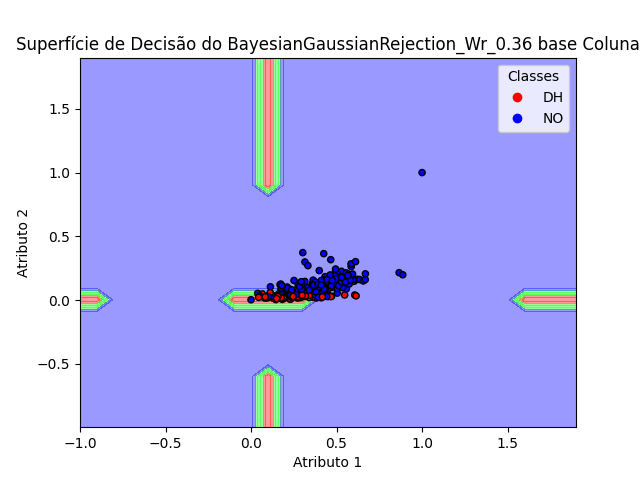 Superfície de Decisão do BayesianGaussianRejection_Wr_0.36 base Coluna
Classes
DH
NO
1.5
1.0
0.5
0.0
−0.5
Atributo 2
−1.0
−0.5
0.0
0.5
1.0
1.5
Atributo 1